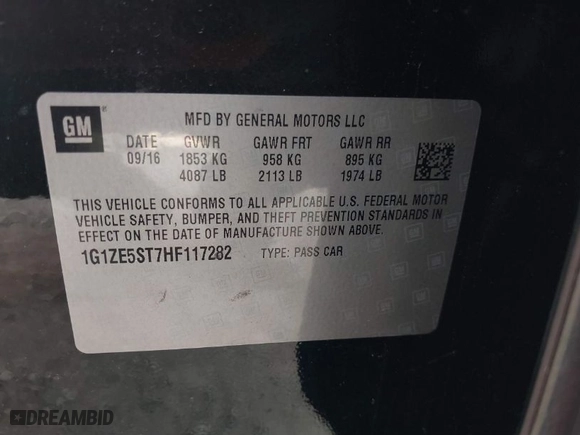 GM
MFD BY GENERAL MOTORS LLC
DATE GVWR GAWR FRT GAWR RR
09/16 1853 KG 958 KG 895 KG
4087 LB 2113 LB 1974 LB
THIS VEHICLE CONFORMS TO ALL APPLICABLE U.S. FEDERAL MOTOR
VEHICLE SAFETY, BUMPER, AND THEFT PREVENTION STANDARDS IN
EFFECT ON THE DATE OF MANUFACTURE SHOWN ABOVE.
1G1ZE5ST7HF117282 TYPE: PASS CAR
DREAMBID